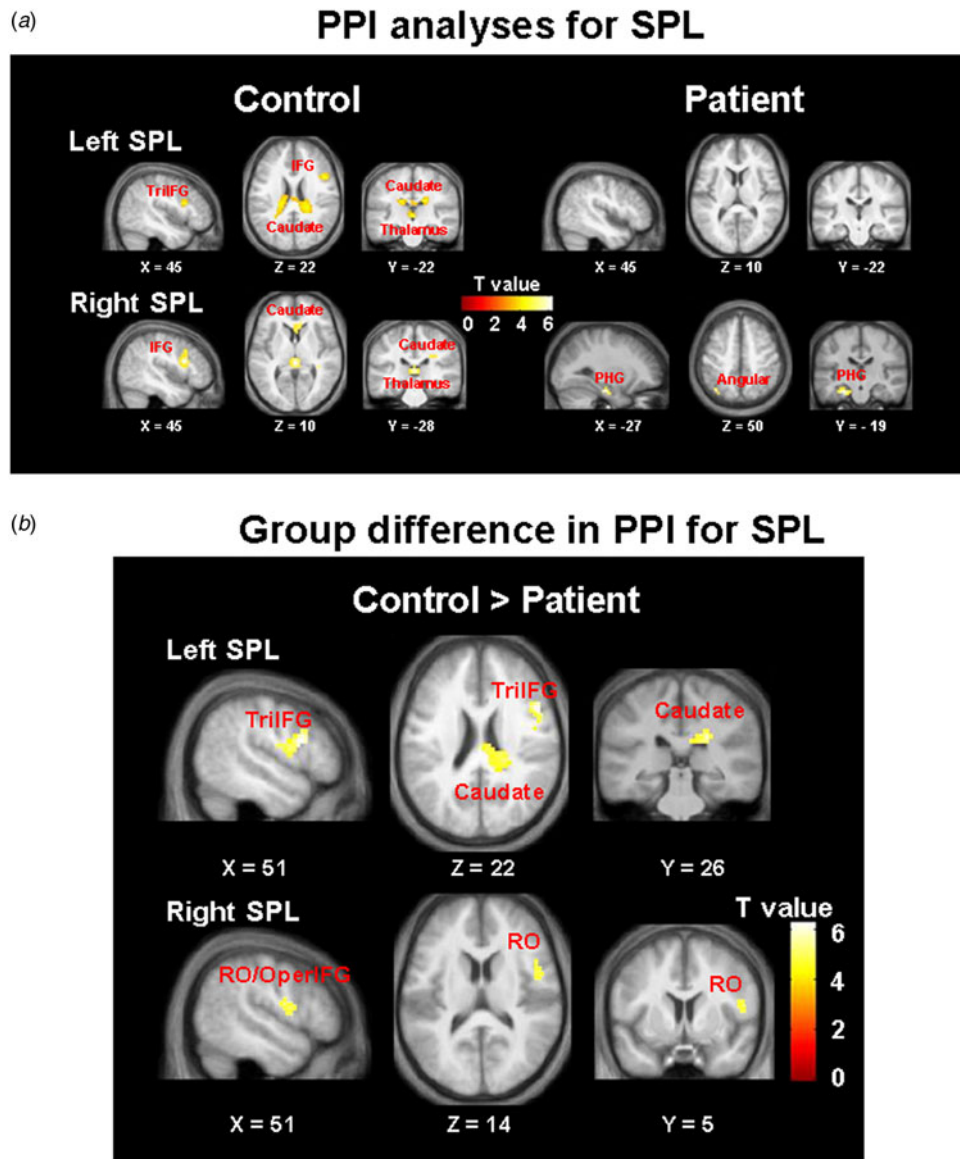 (a)
PPI analyses for SPL
Control
Patient
Left SPL
TriIFG
IFG
Caudate
Caudate
Thalamus
X = 45
Z = 22
Y = -22
X = 45
Z = 10
Y = -22
T value
0 2 4 6
Right SPL
IFG
Caudate
Caudate
Thalamus
PHG
Angular
PHG
X = 45
Z = 10
Y = -28
X = -27
Z = 50
Y = - 19
(b)
Group difference in PPI for SPL
Control > Patient
Left SPL
TriIFG
TriIFG
Caudate
Caudate
X = 51
Z = 22
Y = 26
Right SPL
RO/OperIFG
RO
RO
T value
6
4
2
0
X = 51
Z = 14
Y = 5